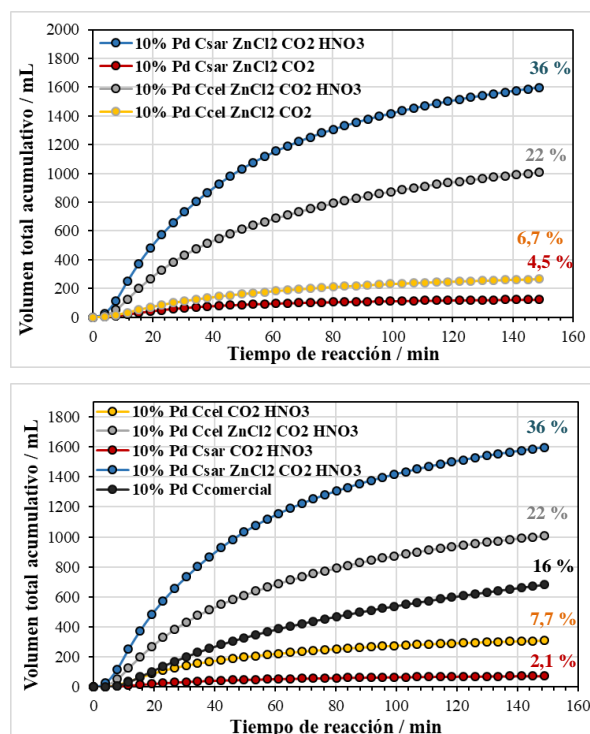 10% Pd Csar ZnCl2 CO2 HNO3
10% Pd Csar ZnCl2 CO2
10% Pd Ccel ZnCl2 CO2 HNO3
10% Pd Ccel ZnCl2 CO2
36 %
22 %
6,7 %
4,5 %
Volumen total acumulativo / mL
1800
1600
1400
1200
1000
800
600
400
200
0
0 20 40 60 80 100 120 140 160
Tiempo de reacción / min
10% Pd Ccel CO2 HNO3
10% Pd Ccel ZnCl2 CO2 HNO3
10% Pd Csar CO2 HNO3
10% Pd Csar ZnCl2 CO2 HNO3
10% Pd Ccomercial
36 %
22 %
16 %
7,7 %
2,1 %
Volumen total acumulativo / mL
1800
1600
1400
1200
1000
800
600
400
200
0
0 20 40 60 80 100 120 140 160
Tiempo de reacción / min